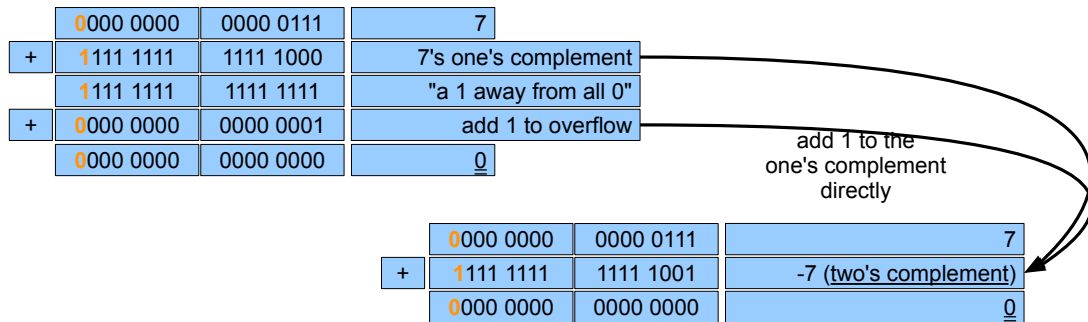 0000 0000 0000 0111 7
+ 1111 1111 1111 1000 7's one's complement
1111 1111 1111 1111 "a 1 away from all 0"
+ 0000 0000 0000 0001 add 1 to overflow
0000 0000 0000 0000 0
add 1 to the
one's complement
directly
0000 0000 0000 0111 7
+ 1111 1111 1111 1001 -7 (two's complement)
0000 0000 0000 0000 0